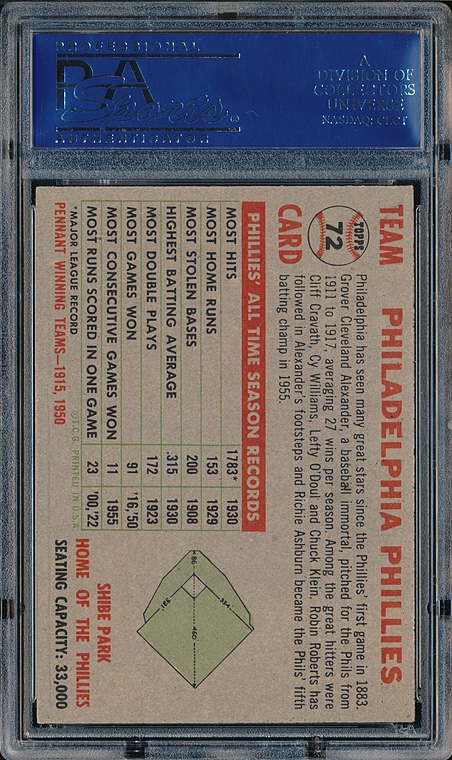 PROFESSIONAL
PSA
Sports
AUTHENTICATION
A
DIVISION OF
COLLECTORS
UNIVERSE
NASDAQ: CLCT
TEAM
CARD
TOPPS
72
PHILADELPHIA PHILLIES
Philadelphia has seen many great stars since the Phillies' first game in 1883.
Grover Cleveland Alexander, a baseball immortal, pitched for the Phils from
1911 to 1917, averaging 27 wins per season. Among the great hitters were
Cliff Cravath, Cy Williams, Lefty O'Doul and Chuck Klein. Robin Roberts has
followed in Alexander's footsteps and Richie Ashburn became the Phils' fifth
batting champ in 1955.
PHILLIES' ALL TIME SEASON RECORDS
MOST HITS 1783* 1930
MOST HOME RUNS 153 1929
MOST STOLEN BASES 200 1908
HIGHEST BATTING AVERAGE .315 1930
MOST DOUBLE PLAYS 172 1923
MOST GAMES WON 91 '16,'50
MOST CONSECUTIVE GAMES WON 11 1955
MOST RUNS SCORED IN ONE GAME 23 '00,'22
*MAJOR LEAGUE RECORD
©T.C.G. PRINTED IN U.S.A
PENNANT WINNING TEAMS—1915, 1950
86'
394'
460'
SHIBE PARK
HOME OF THE PHILLIES
SEATING CAPACITY: 33,000